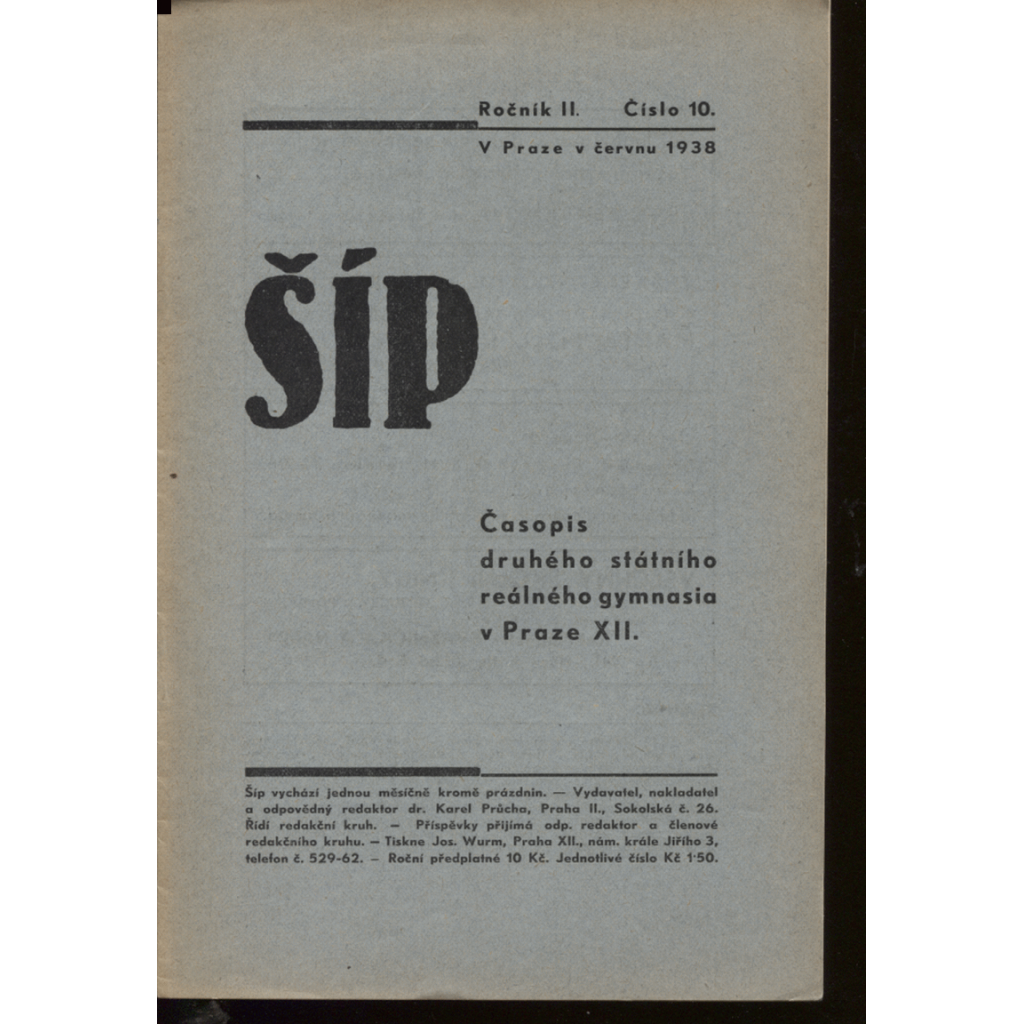 Ročník II. Číslo 10.
V Praze v červnu 1938
ŠÍP
Časopis
druhého státního
reálného gymnasia
v Praze XII.
Šíp vychází jednou měsíčně kromě prázdnin. — Vydavatel, nakladatel
a odpovědný redaktor dr. Karel Průcha, Praha II., Sokolská č. 26.
Řídí redakční kruh. — Příspěvky přijímá odp. redaktor a členové
redakčního kruhu. — Tiskne Jos. Wurm, Praha XII., nám. krále Jiřího 3,
telefon č. 529-62. — Roční předplatné 10 Kč. Jednotlivé číslo Kč 1·50.